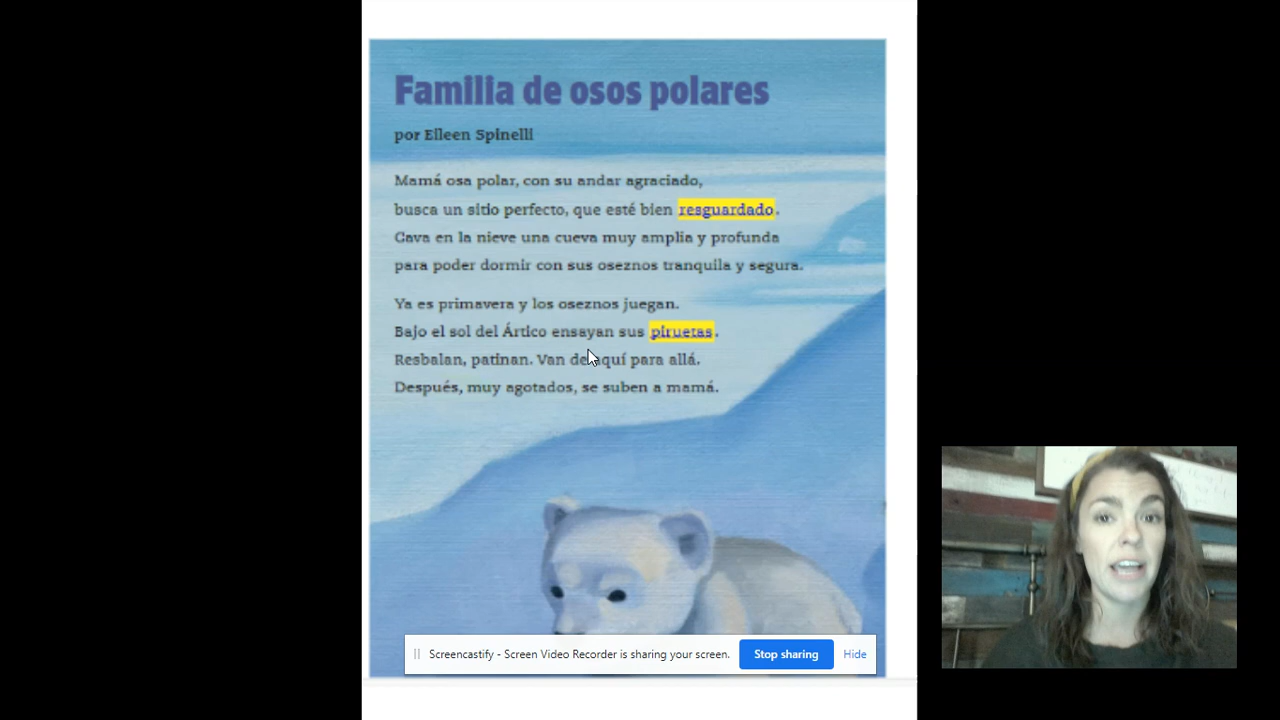 Familia de osos polares
por Eileen Spinelli
Mamá osa polar, con su andar agraciado,
busca un sitio perfecto, que esté bien resguardado.
Cava en la nieve una cueva muy amplia y profunda
para poder dormir con sus oseznos tranquila y segura.
Ya es primavera y los oseznos juegan.
Bajo el sol del Ártico ensayan sus piruetas.
Resbalan, patinan. Van de aquí para allá.
Después, muy agotados, se suben a mamá.
Screencastify - Screen Video Recorder is sharing your screen.
Stop sharing
Hide